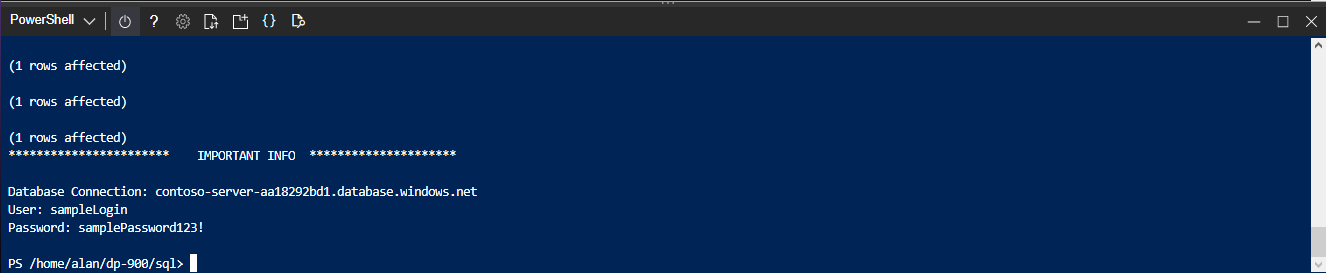 PowerShell
?
{}
(1 rows affected)
(1 rows affected)
(1 rows affected)
*********************** IMPORTANT INFO *********************
Database Connection: contoso-server-aa18292bd1.database.windows.net
User: sampleLogin
Password: samplePassword123!
PS /home/alan/dp-900/sql>